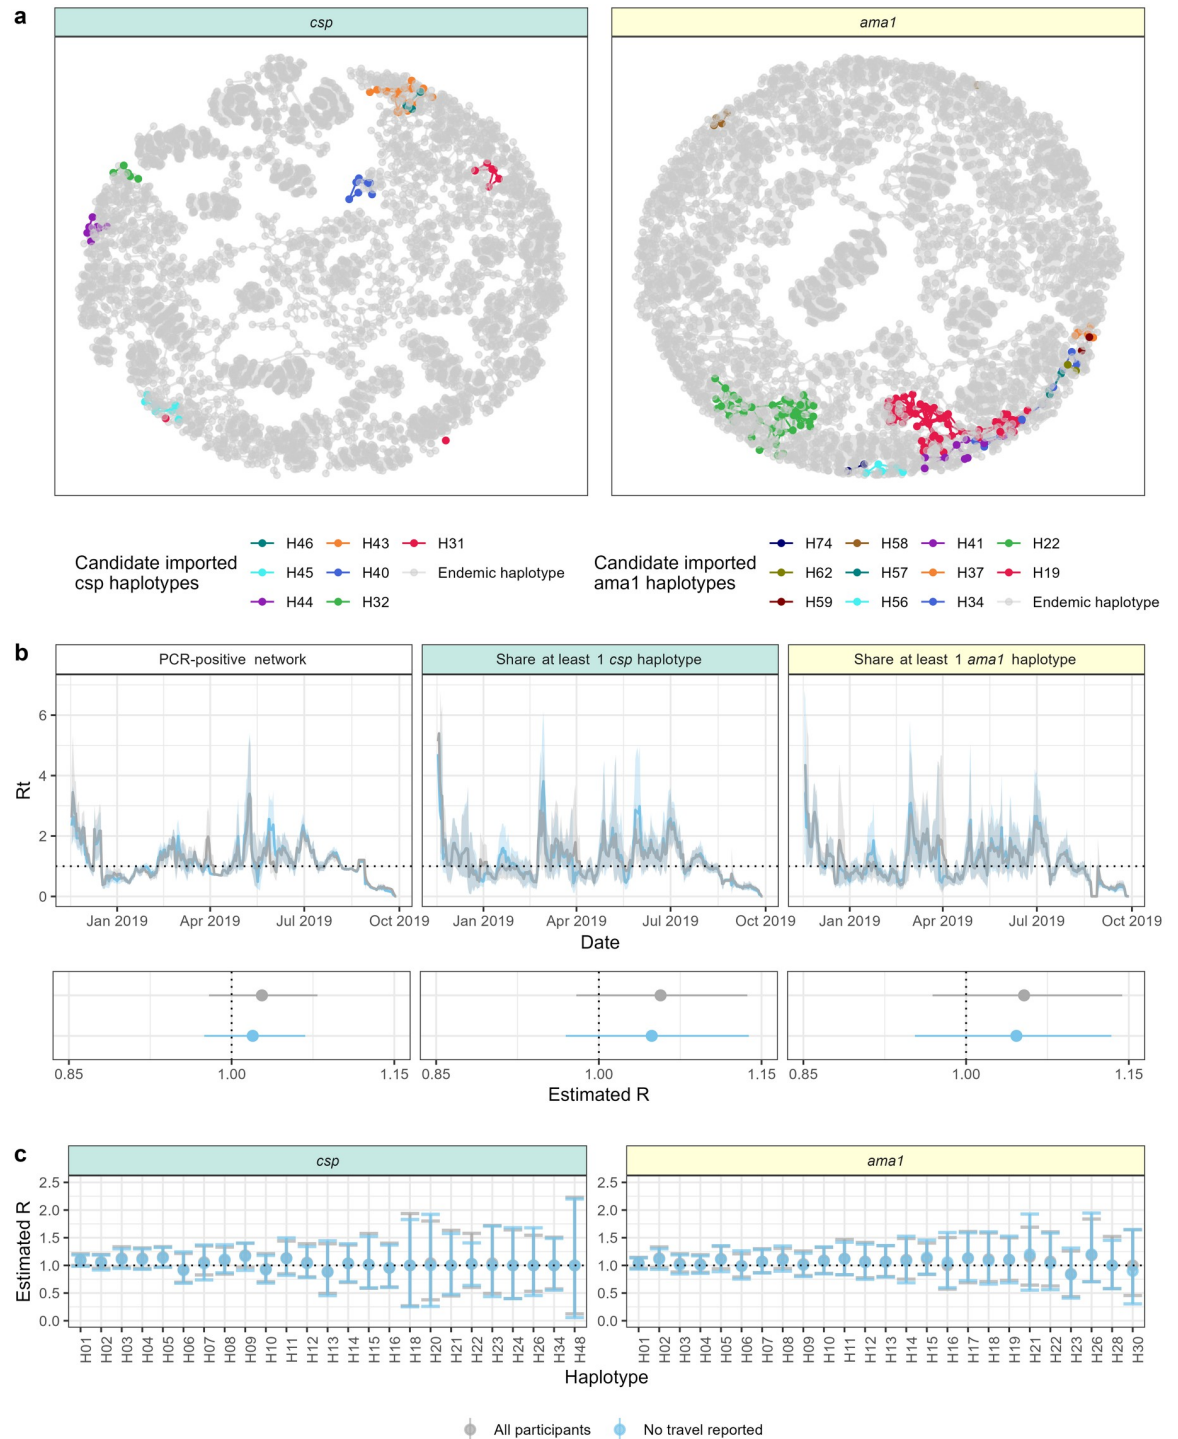 a
csp
ama1
Candidate imported
csp haplotypes
H46 H43 H31
H45 H40 Endemic haplotype
H44 H32
Candidate imported
ama1 haplotypes
H74 H58 H41 H22
H62 H57 H37 H19
H59 H56 H34 Endemic haplotype
b
PCR-positive network
Share at least 1 csp haplotype
Share at least 1 ama1 haplotype
Rt
6
4
2
0
Jan 2019 Apr 2019 Jul 2019 Oct 2019
Jan 2019 Apr 2019 Jul 2019 Oct 2019
Jan 2019 Apr 2019 Jul 2019 Oct 2019
Date
0.85 1.00 1.15
0.85 1.00 1.15
0.85 1.00 1.15
Estimated R
c
csp
ama1
Estimated R
2.5
2.0
1.5
1.0
0.5
0.0
H01 H02 H03 H04 H05 H06 H07 H08 H09 H10 H11 H12 H13 H14 H15 H16 H18 H20 H21 H22 H23 H24 H26 H34 H48
2.5
2.0
1.5
1.0
0.5
0.0
H01 H02 H03 H04 H05 H06 H07 H08 H09 H10 H11 H12 H13 H14 H15 H16 H17 H18 H19 H21 H22 H23 H26 H28 H30
Haplotype
All participants No travel reported